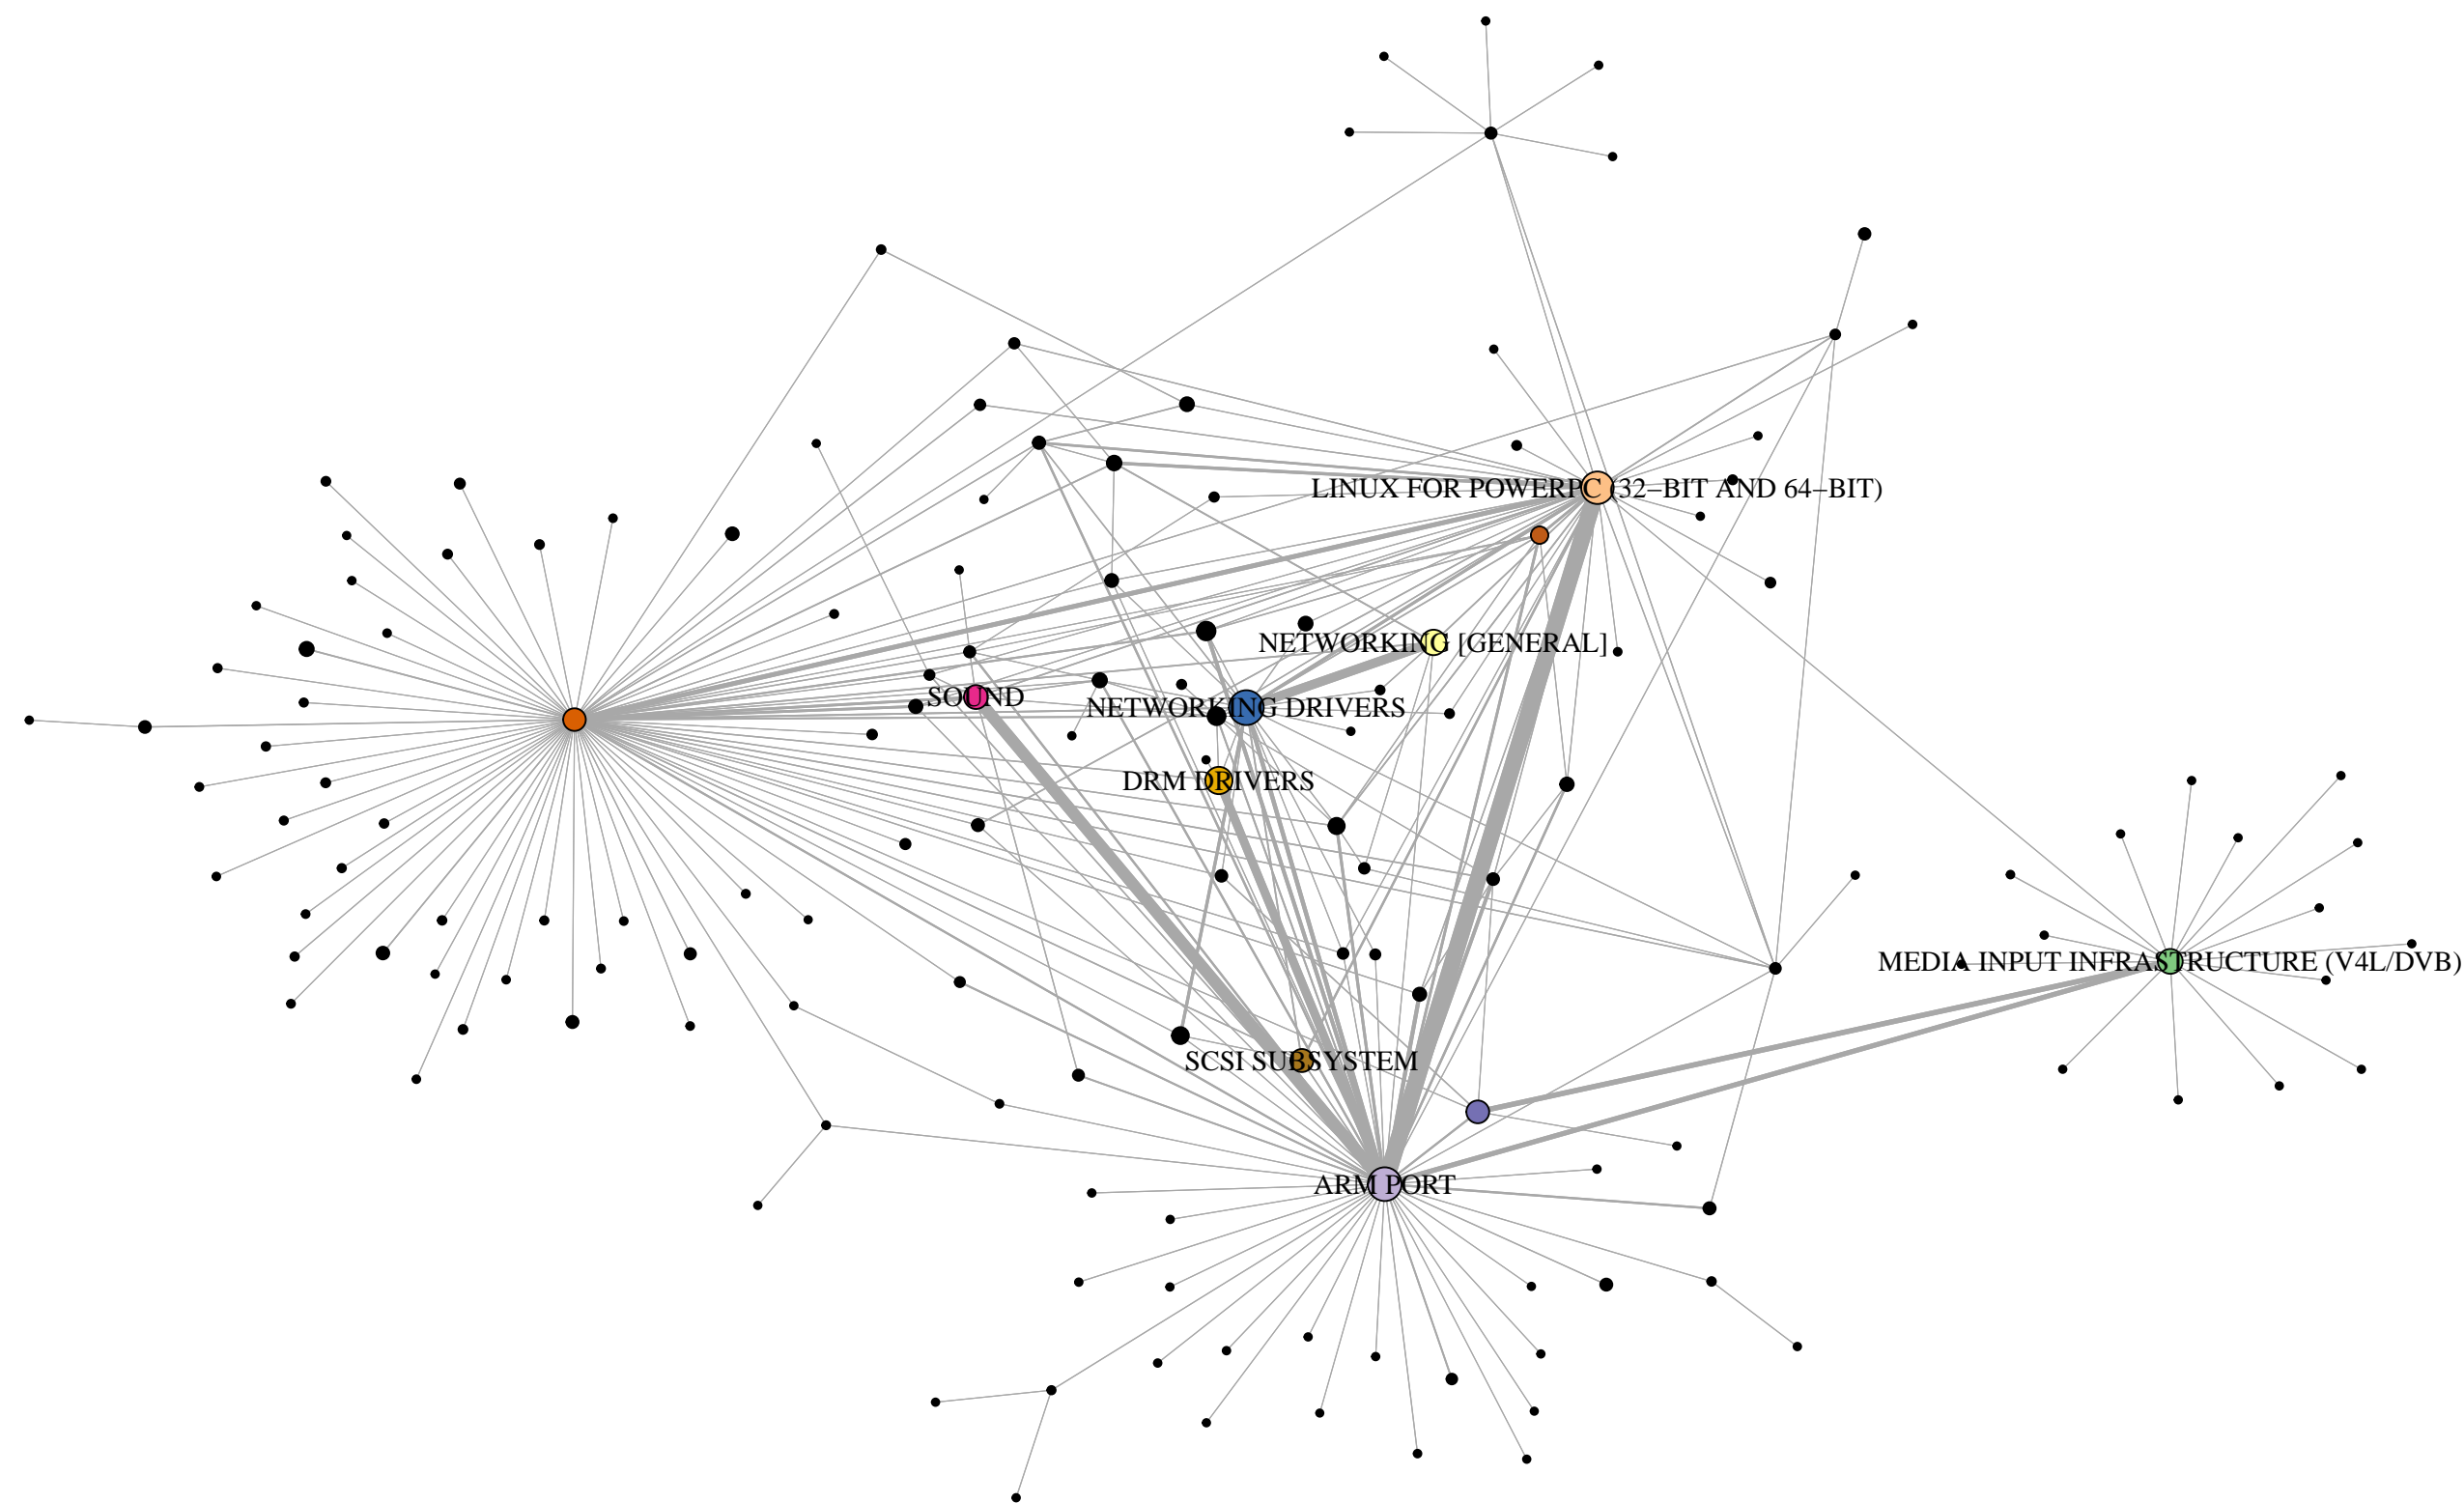 LINUX FOR POWERPC (32−BIT AND 64−BIT)
NETWORKING [GENERAL]
SOUND
NETWORKING DRIVERS
DRM DRIVERS
MEDIA INPUT INFRASTRUCTURE (V4L/DVB)
SCSI SUBSYSTEM
ARM PORT